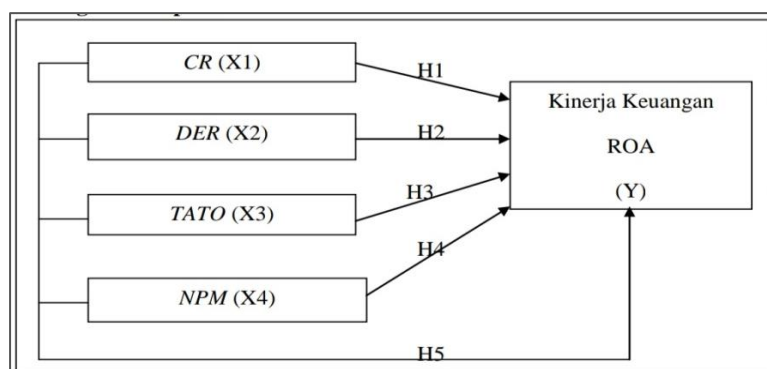 CR (X1)
H1
Kinerja Keuangan
DER (X2)
H2
ROA
TATO (X3)
H3
(Y)
H4
NPM (X4)
H5